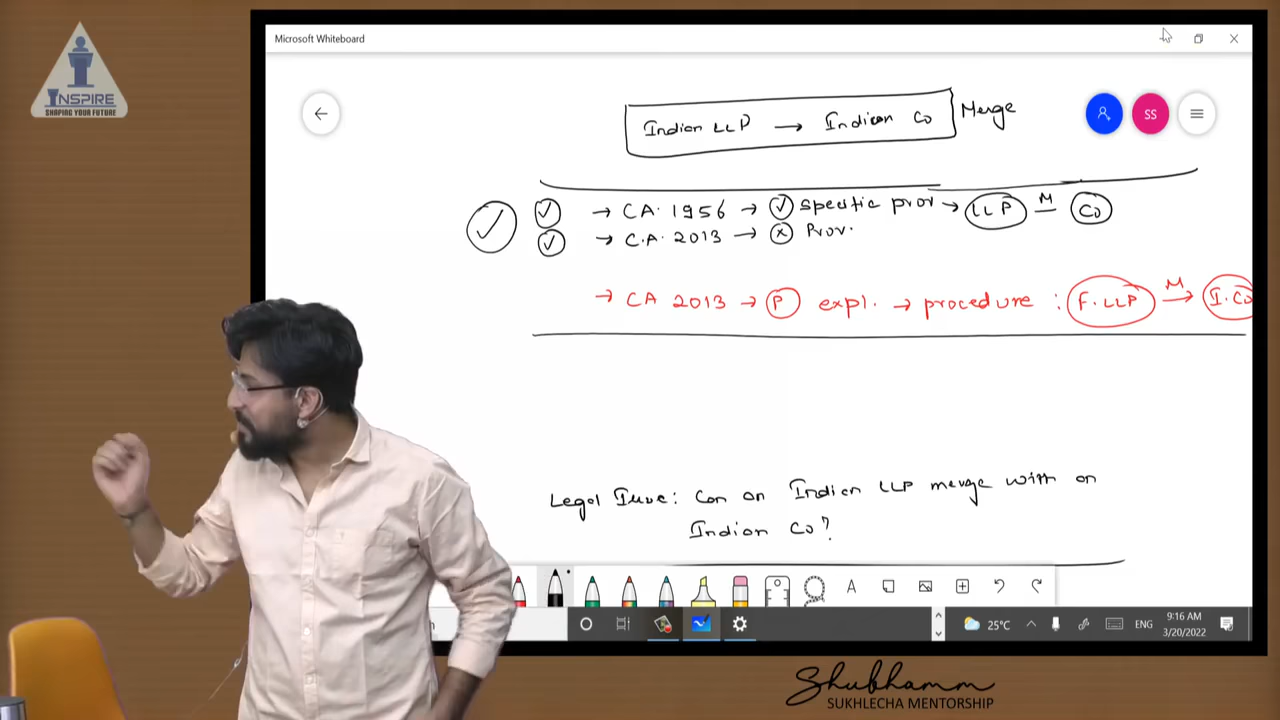 INSPIRE
SHAPING YOUR FUTURE
Microsoft Whiteboard
SS
Indian LLP → Indian Co Merge
✓ ✓ → CA. 1956 → ✓ specific prov → LLP M Co
✓ → C.A. 2013 → x Prov.
→ CA 2013 → P expl. → procedure : F. LLP M → I. Co
Legal Issue: Can an Indian LLP merge with an
Indian Co?
A
25°C
ENG
9:16 AM
3/20/2022
Shubhamm
SUKHLECHA MENTORSHIP